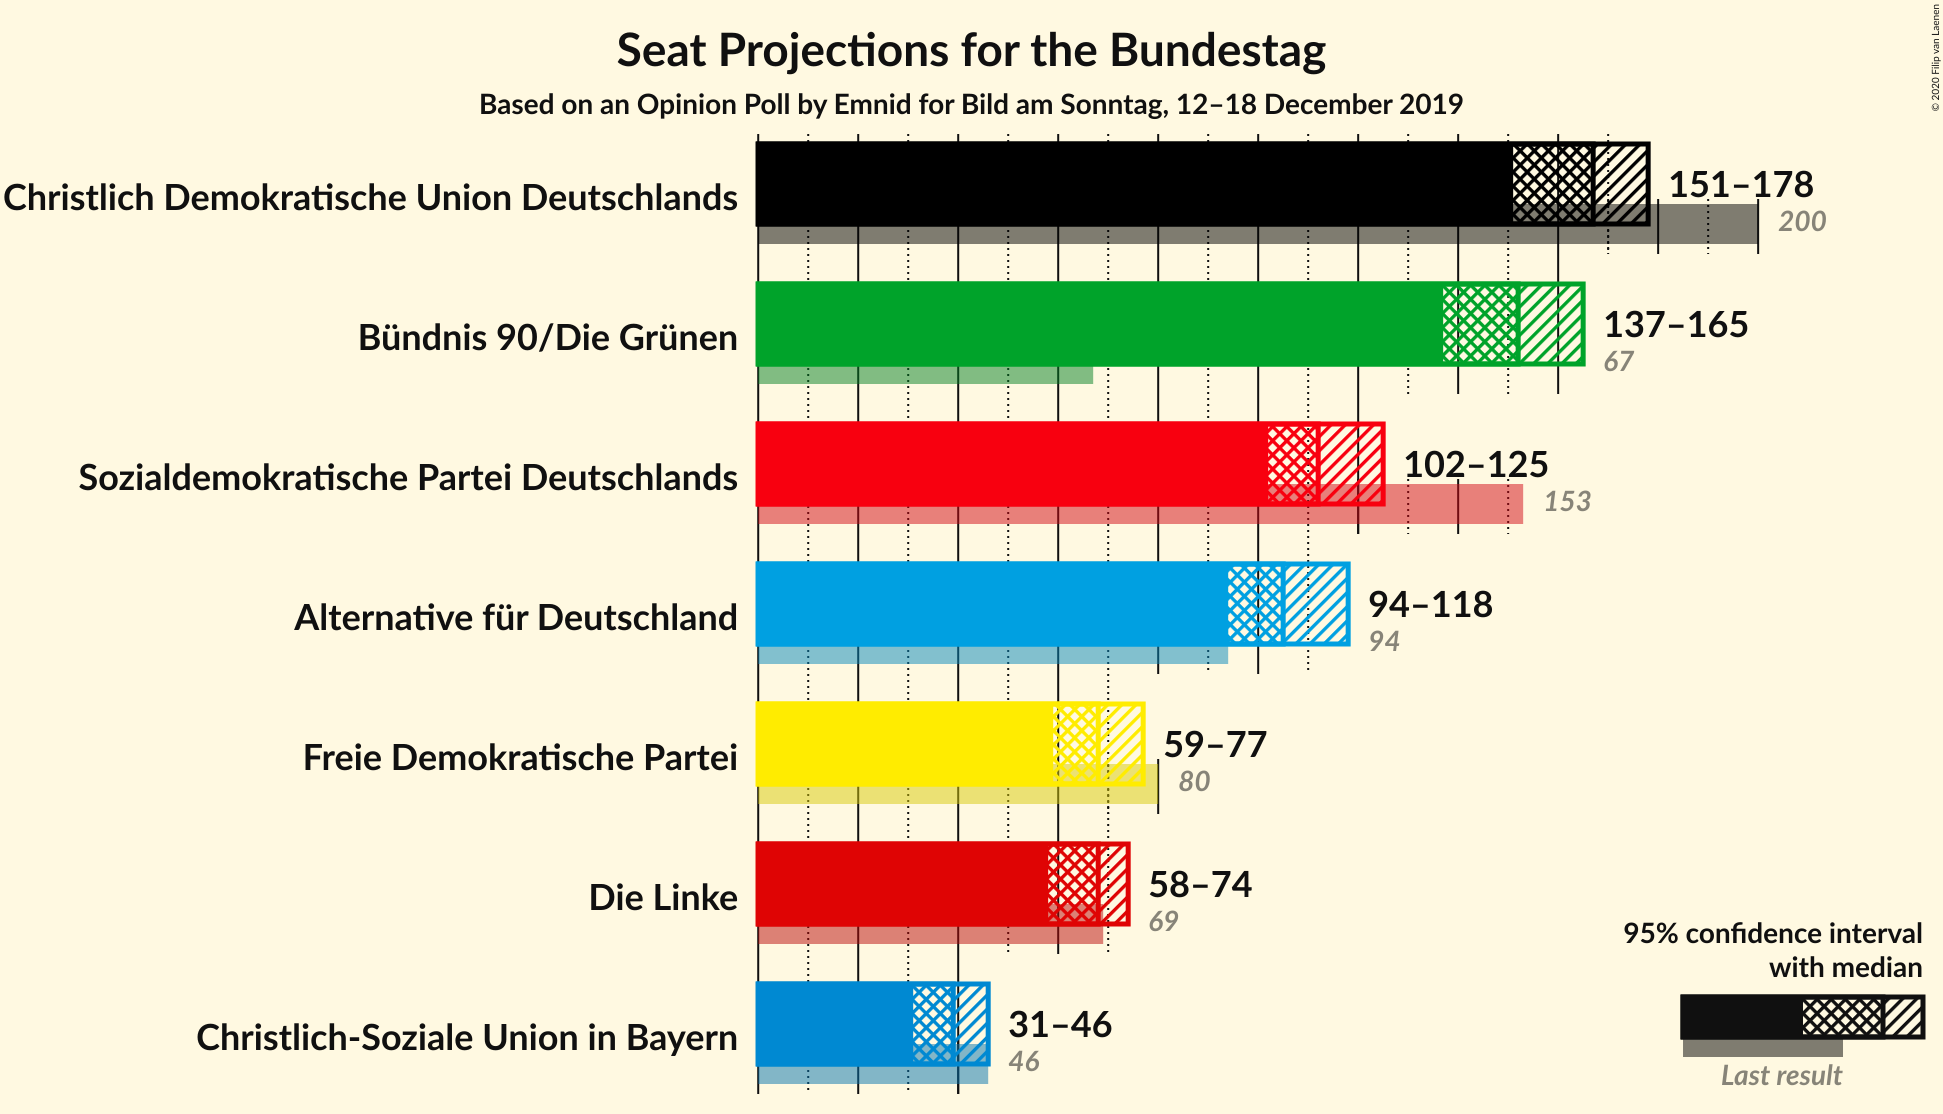 Seat Projections for the Bundestag
Based on an Opinion Poll by Emnid for Bild am Sonntag, 12–18 December 2019
© 2020 Filip van Laenen
Christlich Demokratische Union Deutschlands
151–178
200
Bündnis 90/Die Grünen
137–165
67
Sozialdemokratische Partei Deutschlands
102–125
153
Alternative für Deutschland
94–118
94
Freie Demokratische Partei
59–77
80
Die Linke
58–74
69
Christlich-Soziale Union in Bayern
31–46
46
95% confidence interval
with median
Last result